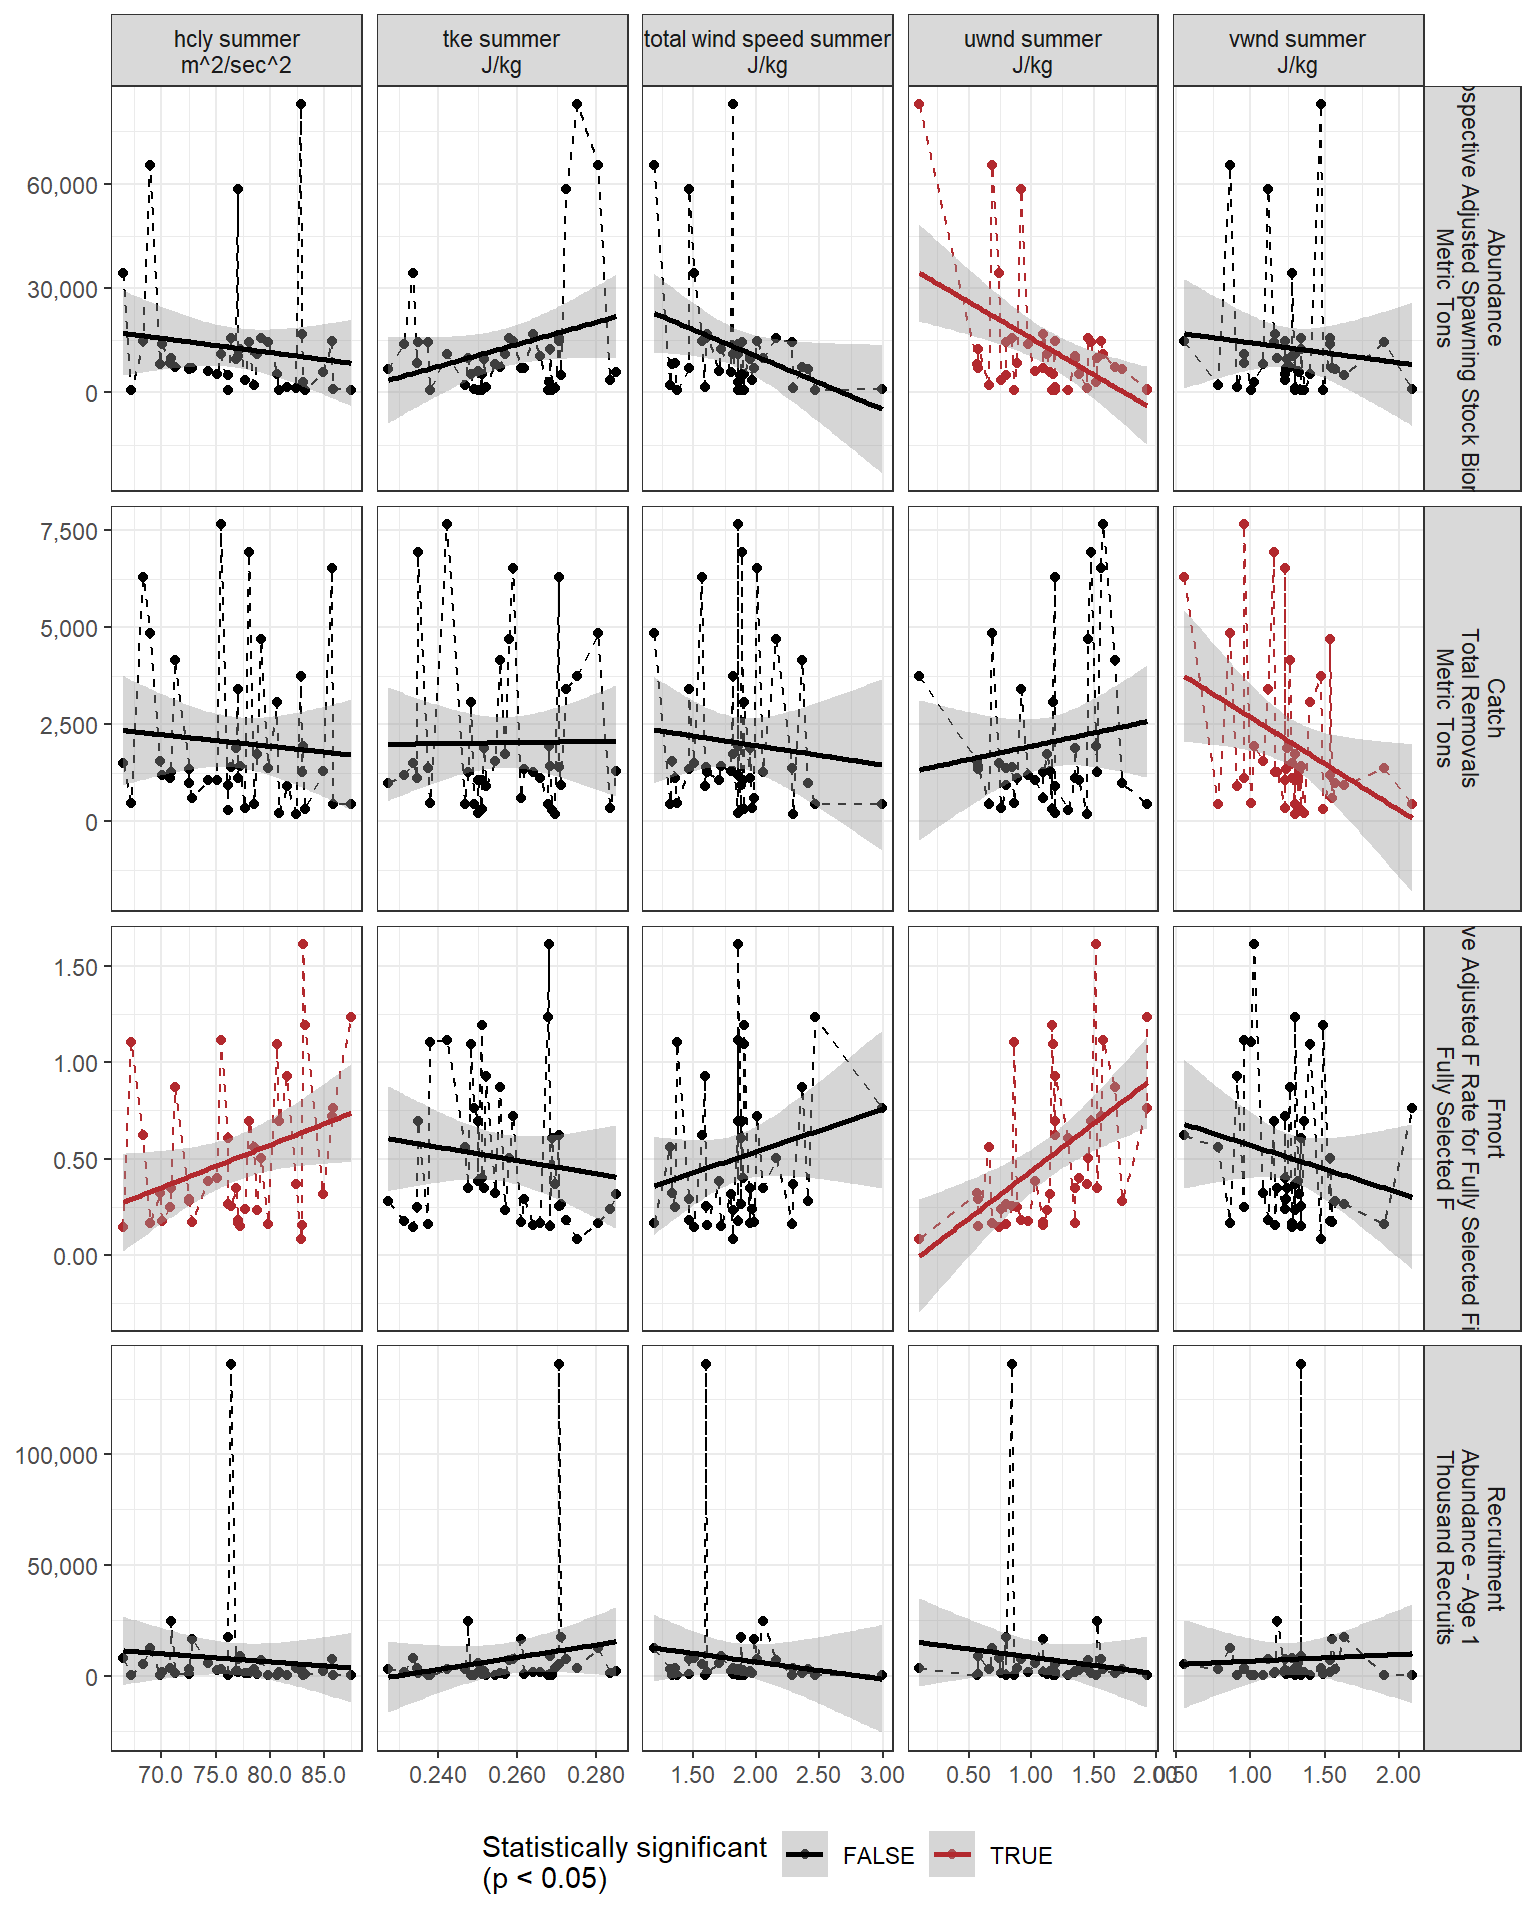 hcly summer
m^2/sec^2
tke summer
J/kg
total wind speed summer
J/kg
uwnd summer
J/kg
vwnd summer
J/kg
60,000
30,000
0
Abundance
spective Adjusted Spawning Stock Bior
Metric Tons
7,500
5,000
2,500
0
Catch
Total Removals
Metric Tons
1.50
1.00
0.50
0.00
Fmort
ve Adjusted F Rate for Fully Selected Fi
Fully Selected F
100,000
50,000
0
Recruitment
Abundance - Age 1
Thousand Recruits
70.0 75.0 80.0 85.0
0.240 0.260 0.280
1.50 2.00 2.50 3.00
0.50 1.00 1.50 2.00
0.50 1.00 1.50 2.00
Statistically significant
(p < 0.05)
FALSE
TRUE